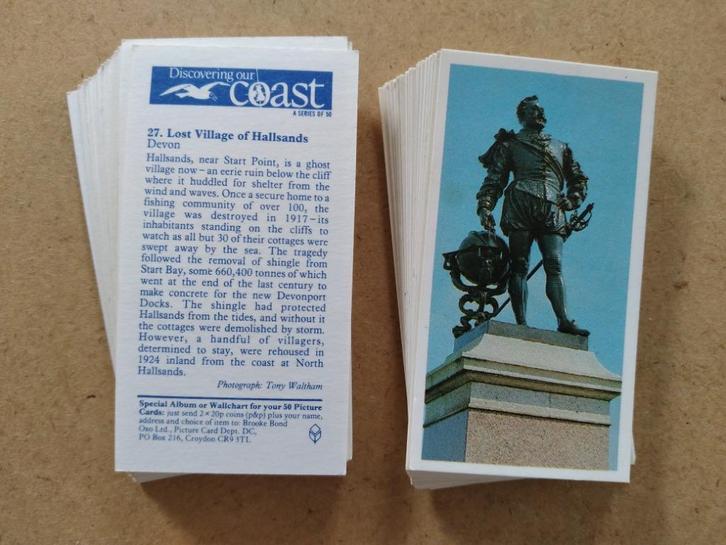 Discovering our
coast
A SERIES OF 50
27. Lost Village of Hallsands
Devon
Hallsands, near Start Point, is a ghost
village now – an eerie ruin below the cliff
where it huddled for shelter from the
wind and waves. Once a secure home to a
fishing community of over 100, the
village was destroyed in 1917 – its
inhabitants standing on the cliffs to
watch as all but 30 of their cottages were
swept away by the sea. The tragedy
followed the removal of shingle from
Start Bay, some 660,400 tonnes of which
went at the end of the last century to
make concrete for the new Devonport
Docks. The shingle had protected
Hallsands from the tides, and without it
the cottages were demolished by storm.
However, a handful of villagers,
determined to stay, were rehoused in
1924 inland from the coast at North
Hallsands.
Photograph: Tony Waltham
Special Album or Wallchart for your 50 Picture
Cards: just send 2 × 20p coins (p&p) plus your name,
address and choice of item to: Brooke Bond
Oxo Ltd., Picture Card Dept. DC,
PO Box 216, Croydon CR9 3TL